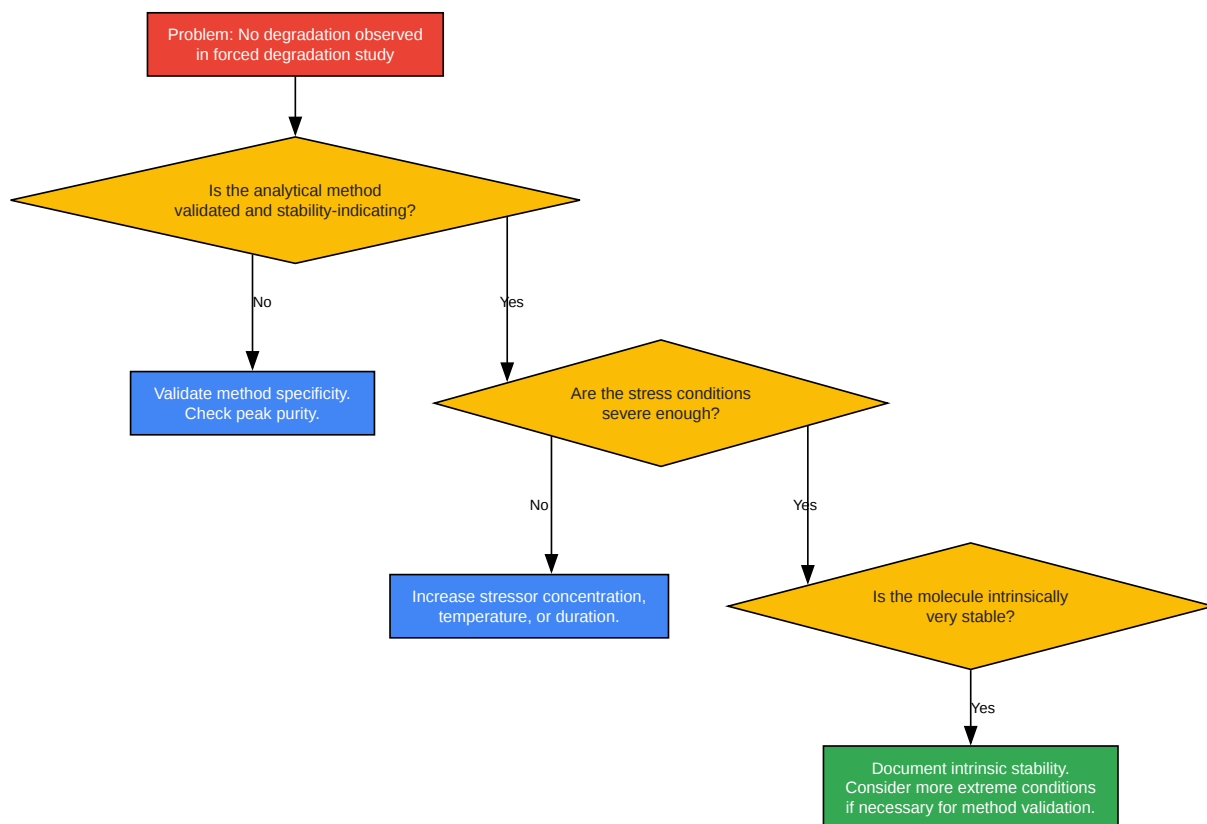 Problem: No degradation observed
in forced degradation study
Is the analytical method
validated and stability-indicating?
No
Yes
Validate method specificity.
Check peak purity.
Are the stress conditions
severe enough?
No
Yes
Increase stressor concentration,
temperature, or duration.
Is the molecule intrinsically
very stable?
Yes
Document intrinsic stability.
Consider more extreme conditions
if necessary for method validation.